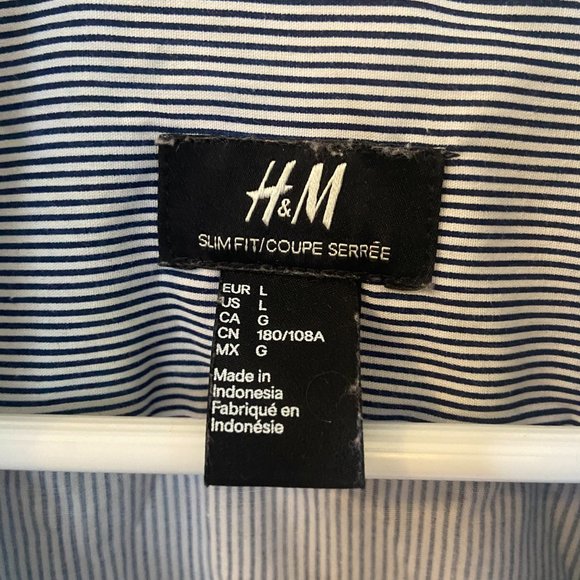 H&M
SLIM FIT/COUPE SERRÉE
EUR L
US L
CA G
CN 180/108A
MX G
Made in
Indonesia
Fabriqué en
Indonésie